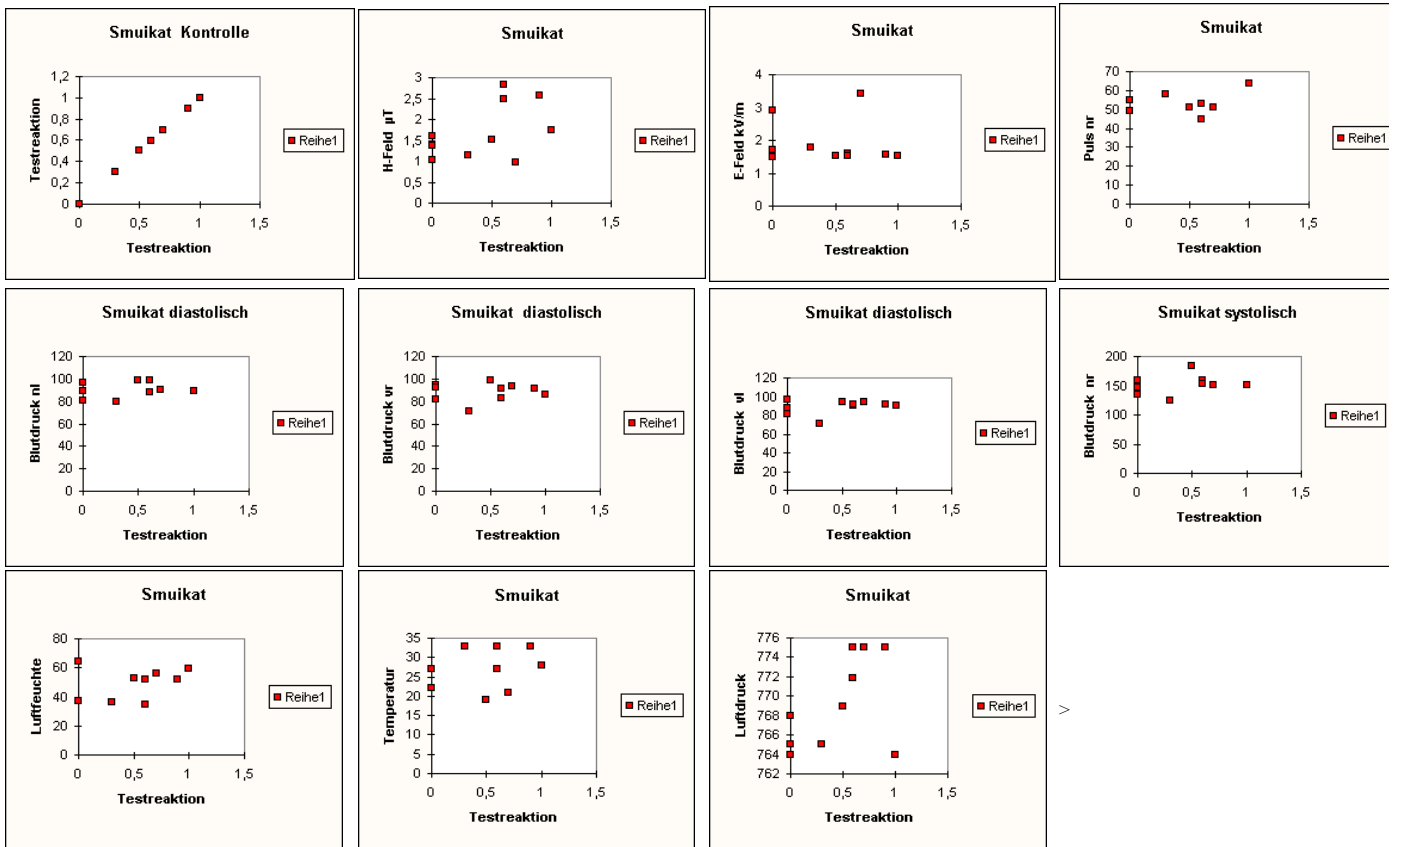 Smuikat Kontrolle
1,2
1
0,8
0,6
0,4
0,2
0
0
0,5
1
1,5
Testreaktion
Testreaktion
Reihe1
Smuikat
3
2,5
2
1,5
1
0,5
0
0
0,5
1
1,5
H-Feld µT
Testreaktion
Reihe1
Smuikat
4
3
2
1
0
0
0,5
1
1,5
E-Feld kV/m
Testreaktion
Reihe1
Smuikat
70
60
50
40
30
20
10
0
0
0,5
1
1,5
Puls nr
Testreaktion
Reihe1
Smuikat diastolisch
120
100
80
60
40
20
0
0
0,5
1
1,5
Blutdruck nl
Testreaktion
Reihe1
Smuikat diastolisch
120
100
80
60
40
20
0
0
0,5
1
1,5
Blutdruck vr
Testreaktion
Reihe1
Smuikat diastolisch
120
100
80
60
40
20
0
0
0,5
1
1,5
Blutdruck vl
Testreaktion
Reihe1
Smuikat systolisch
200
150
100
50
0
0
0,5
1
1,5
Blutdruck nr
Testreaktion
Reihe1
Smuikat
80
60
40
20
0
0
0,5
1
1,5
Luftfeuchte
Testreaktion
Reihe1
Smuikat
35
30
25
20
15
10
5
0
0
0,5
1
1,5
Temperatur
Testreaktion
Reihe1
Smuikat
776
774
772
770
768
766
764
762
0
0,5
1
1,5
Luftdruck
Testreaktion
Reihe1
>